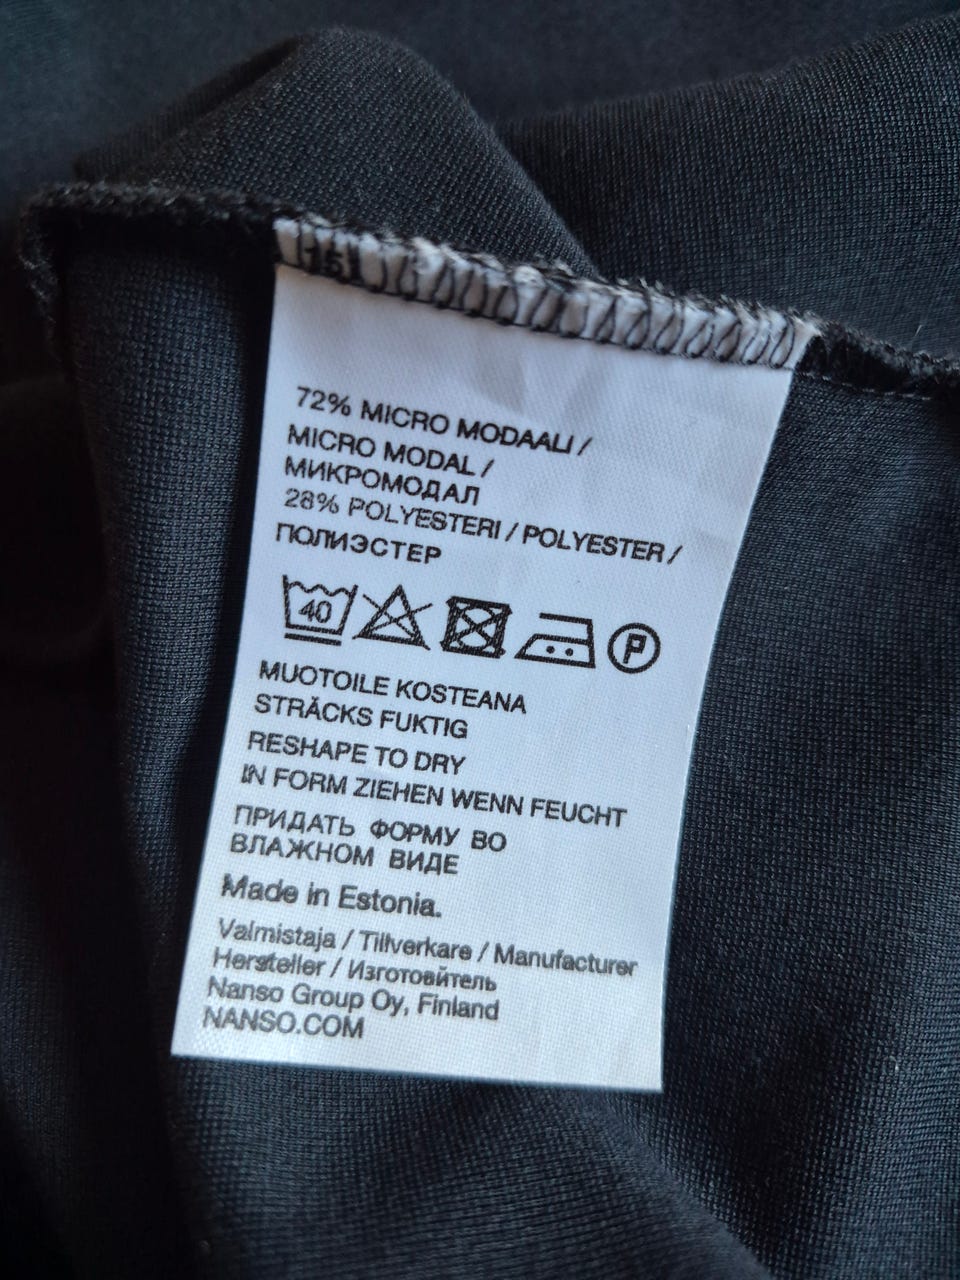 15
72% MICRO MODAALI /
MICRO MODAL /
МИКРОМОДАЛ
28% POLYESTERI / POLYESTER /
ПОЛИЭСТЕР
40 P
MUOTOILE KOSTEANA
STRÄCKS FUKTIG
RESHAPE TO DRY
IN FORM ZIEHEN WENN FEUCHT
ПРИДАТЬ ФОРМУ ВО
ВЛАЖНОМ ВИДЕ
Made in Estonia.
Valmistaja / Tillverkare / Manufacturer
Hersteller / Изготовйтель
Nanso Group Oy, Finland
NANSO.COM